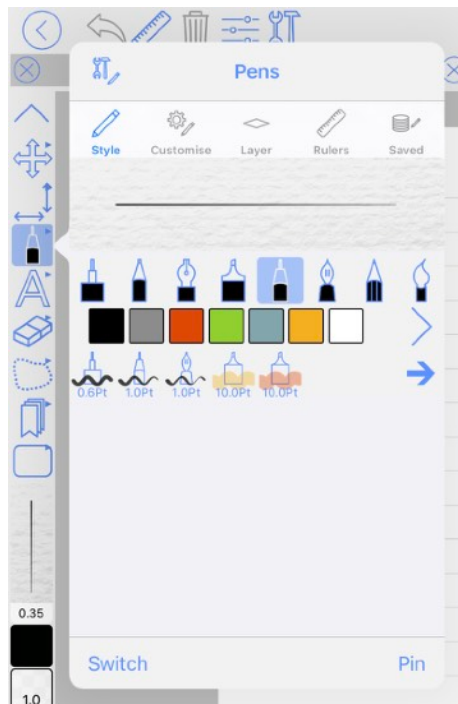 Pens
Style Customise Layer Rulers Saved
A
0.6Pt 1.0Pt 1.0Pt 10.0Pt 10.0Pt
0.35
1.0
Switch Pin